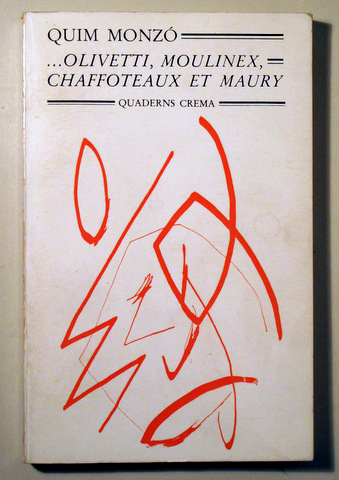 QUIM MONZÓ
...OLIVETTI, MOULINEX,
CHAFFOTEAUX ET MAURY
QUADERNS CREMA